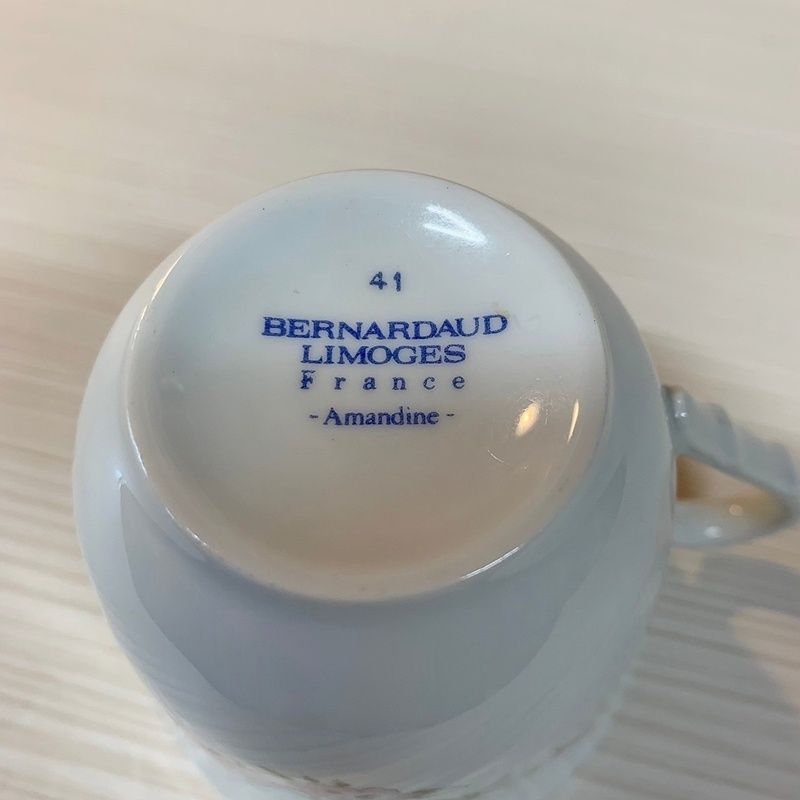 41
BERNARDAUD
LIMOGES
France
-Amandine-